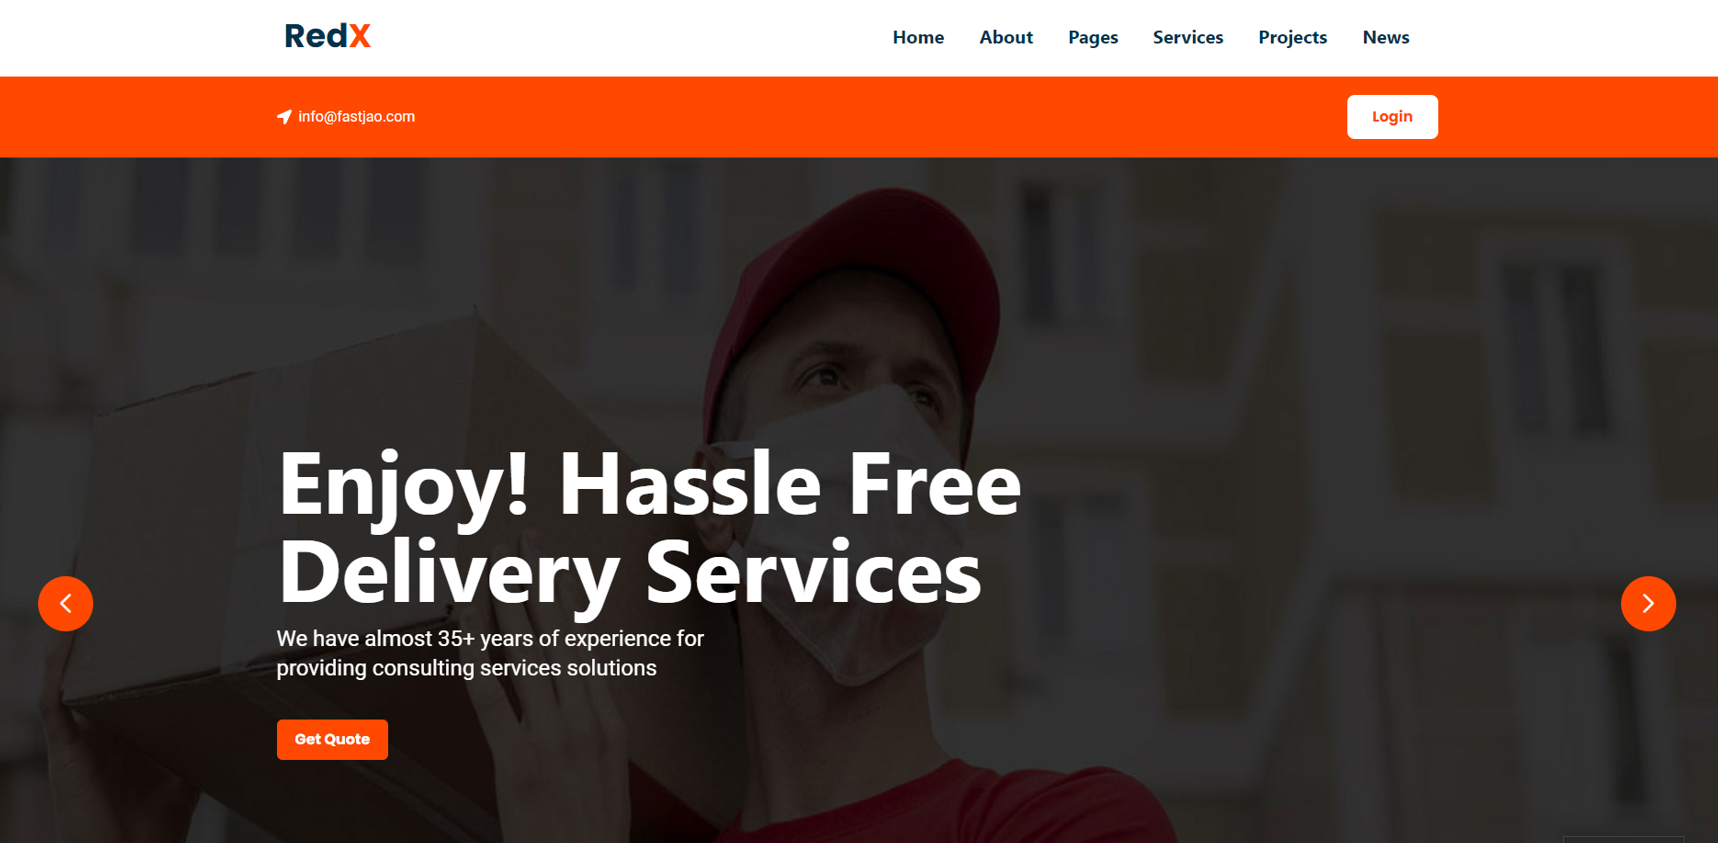 RedX
Home About Pages Services Projects News
info@fastjao.com
Login
Enjoy! Hassle Free
Delivery Services
We have almost 35+ years of experience for
providing consulting services solutions
Get Quote